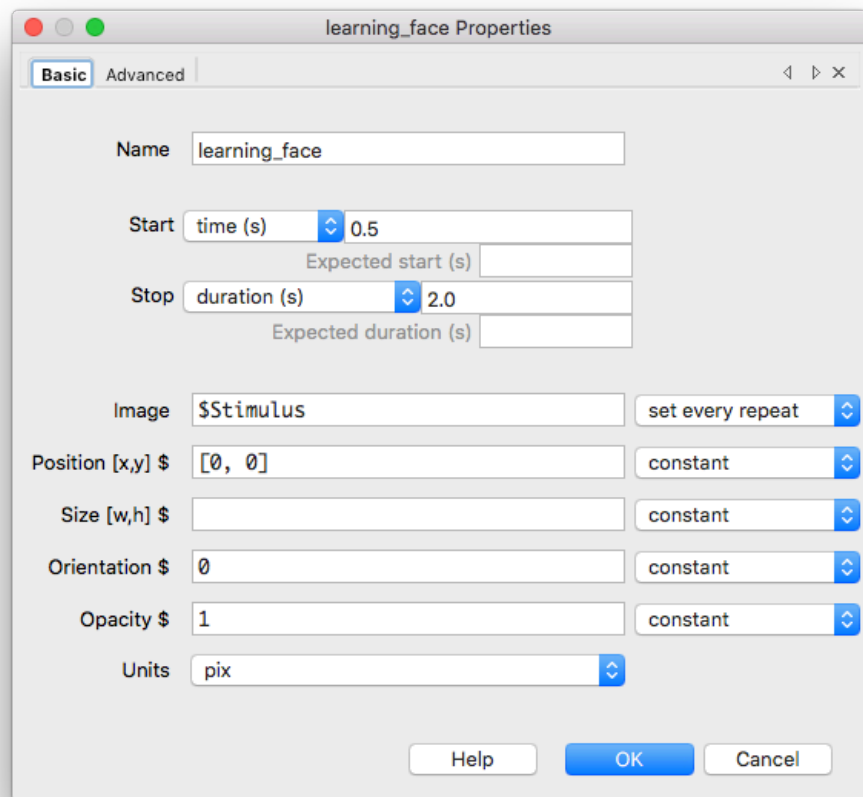 learning_face Properties
Basic Advanced
Name learning_face
Start time (s) 0.5
Expected start (s)
Stop duration (s) 2.0
Expected duration (s)
Image $Stimulus set every repeat
Position [x,y] $ [0, 0] constant
Size [w,h] $ constant
Orientation $ 0 constant
Opacity $ 1 constant
Units pix
Help OK Cancel